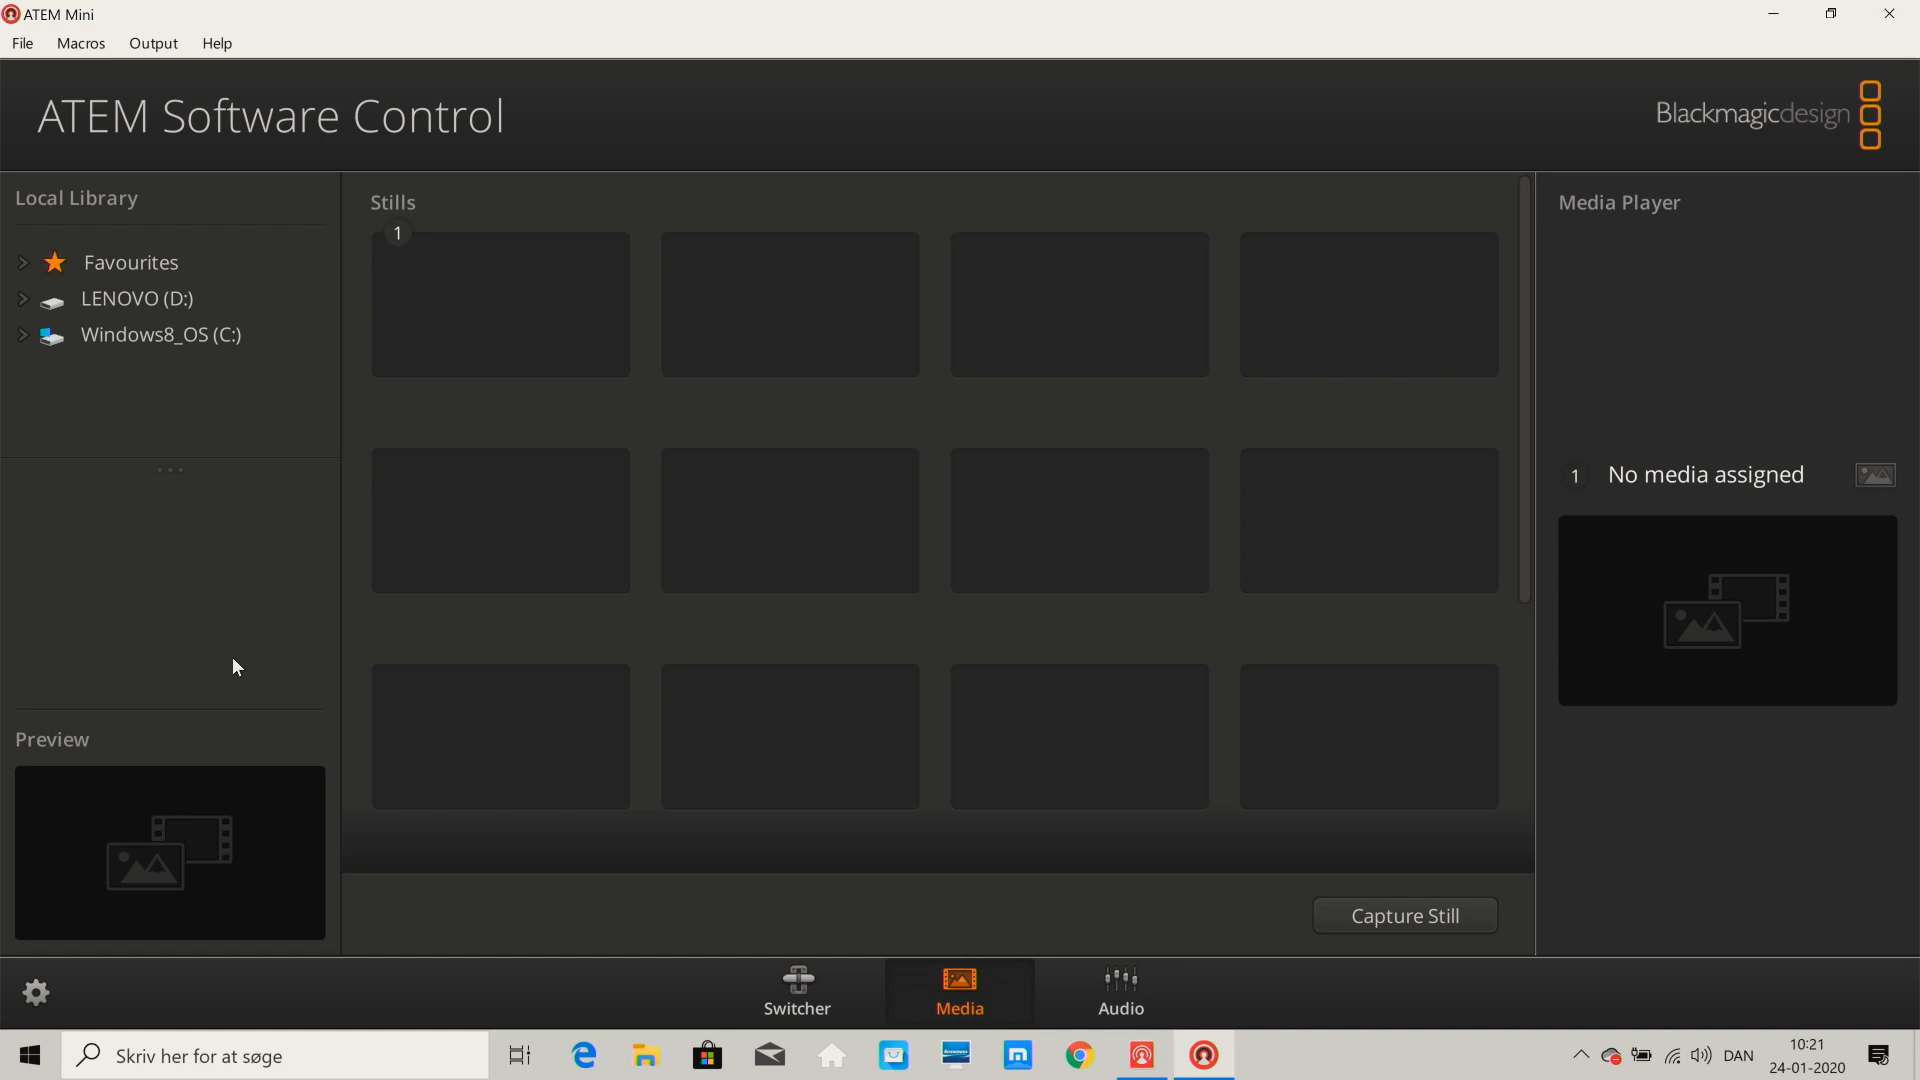 ATEM Mini
File Macros Output Help
ATEM Software Control
Blackmagicdesign
Local Library
Favourites
LENOVO (D:)
Windows8_OS (C:)
Preview
Stills
1
Capture Still
Media Player
1 No media assigned
Switcher
Media
Audio
Skriv her for at søge
DAN
10:21
24-01-2020